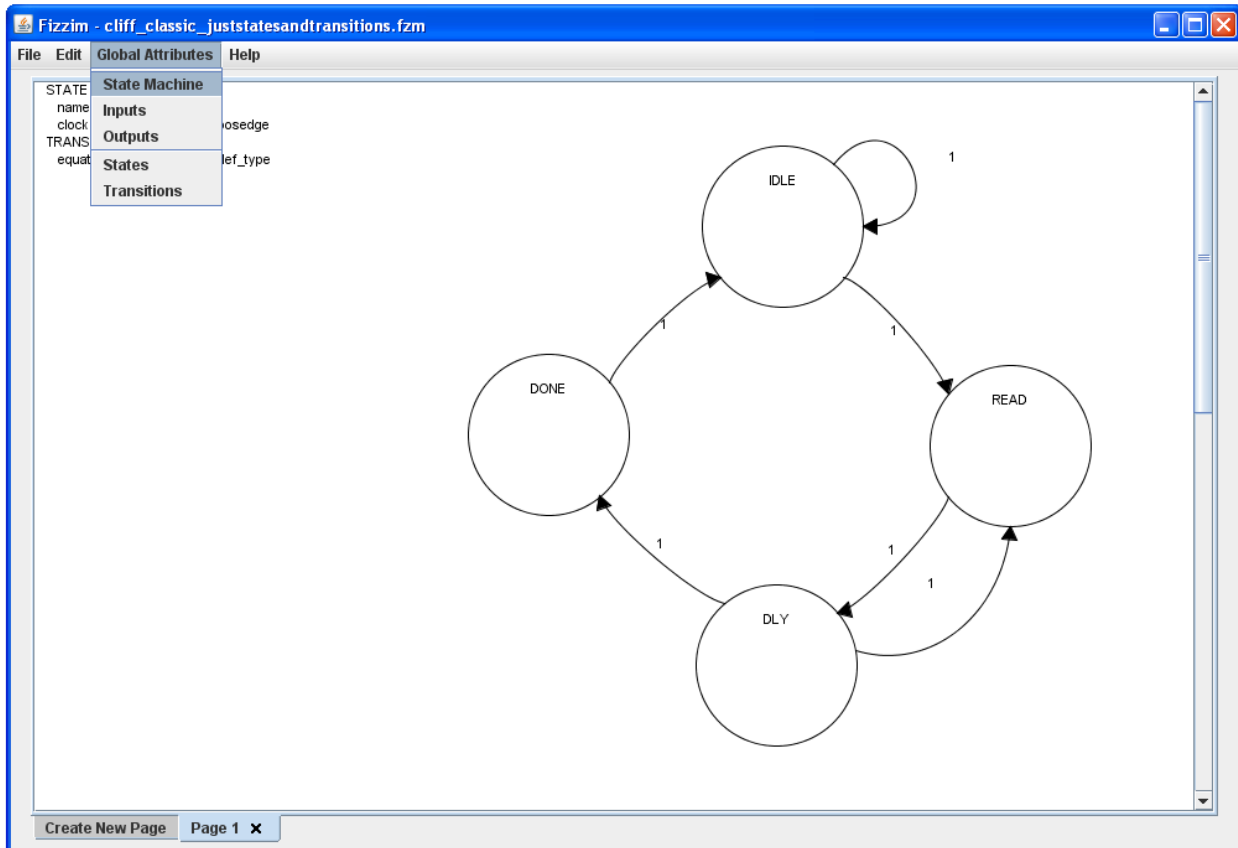 Fizzim - cliff_classic_juststatesandtransitions.fzm
File Edit Global Attributes Help
State Machine
Inputs
Outputs
States
Transitions
STATE
name
clock posedge
TRANS
equat def_type
IDLE
1
1
1
DONE
READ
1
1
1
DLY
Create New Page Page 1